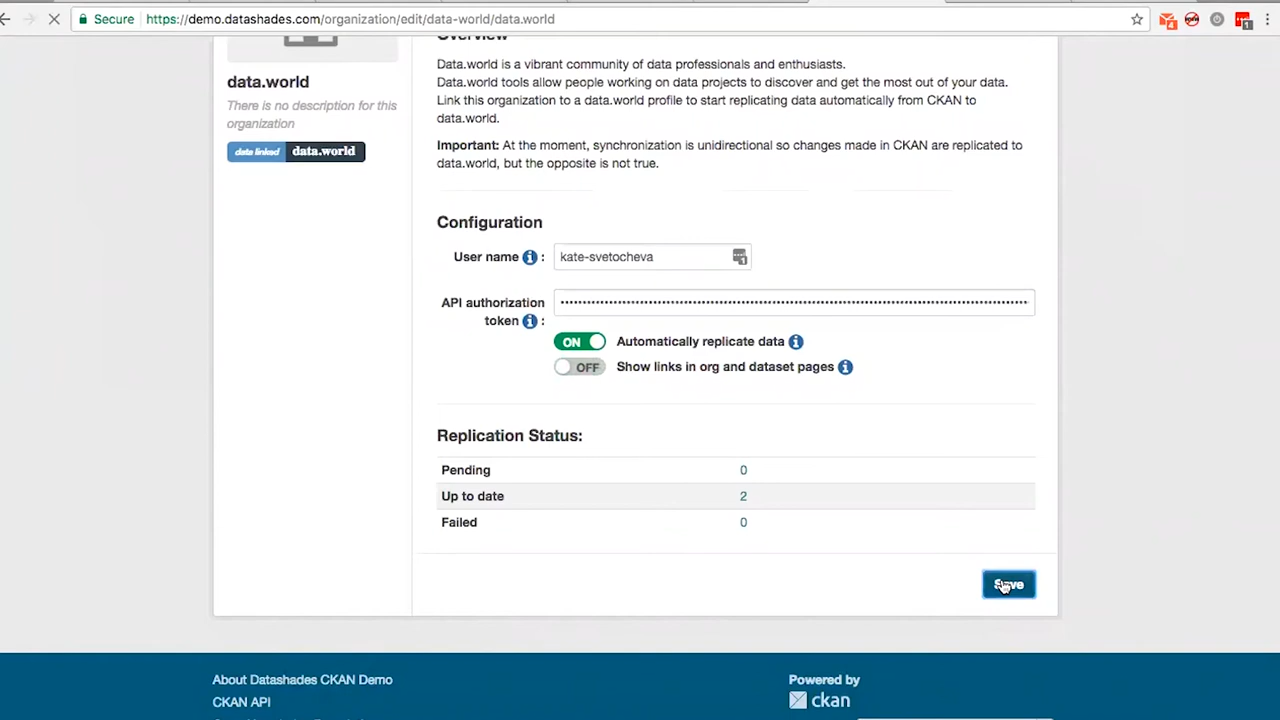 Secure https://demo.datashades.com/organization/edit/data-world/data.world
4
1
Overview
data.world
There is no description for this
organization
data linked data.world
Data.world is a vibrant community of data professionals and enthusiasts.
Data.world tools allow people working on data projects to discover and get the most out of your data.
Link this organization to a data.world profile to start replicating data automatically from CKAN to
data.world.
Important: At the moment, synchronization is unidirectional so changes made in CKAN are replicated to
data.world, but the opposite is not true.
Configuration
User name i : kate-svetocheva 1
API authorization
token i :
ON Automatically replicate data i
OFF Show links in org and dataset pages i
Replication Status:
Pending 0
Up to date 2
Failed 0
Save
About Datashades CKAN Demo
CKAN API
Powered by
ckan